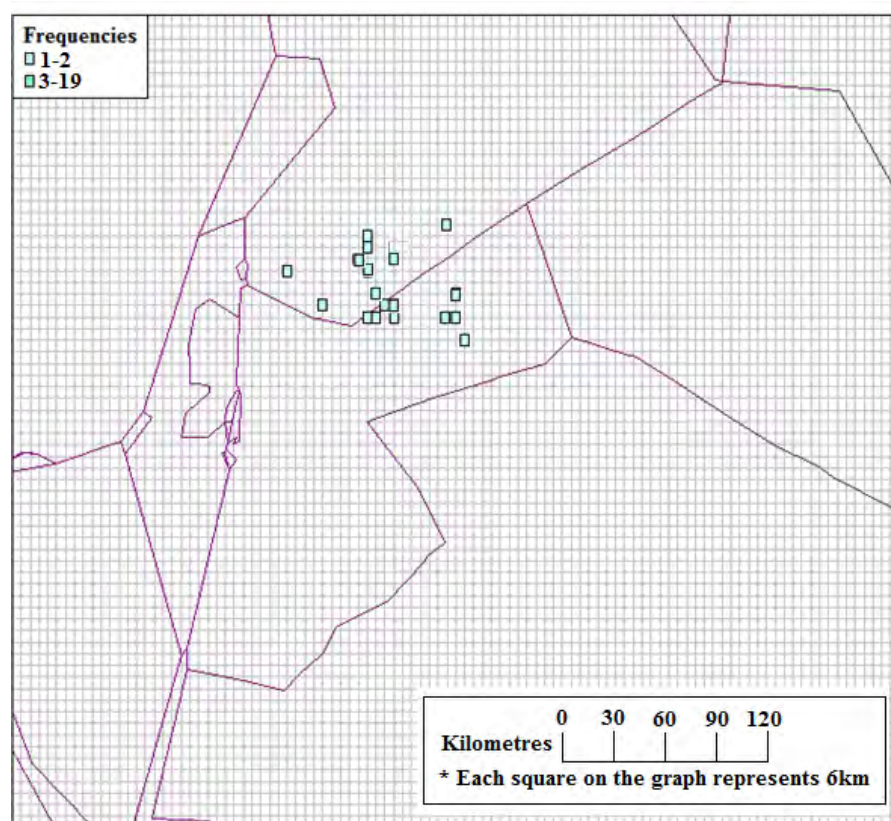 Frequencies
1-2
3-19
0 30 60 90 120
Kilometres
* Each square on the graph represents 6km